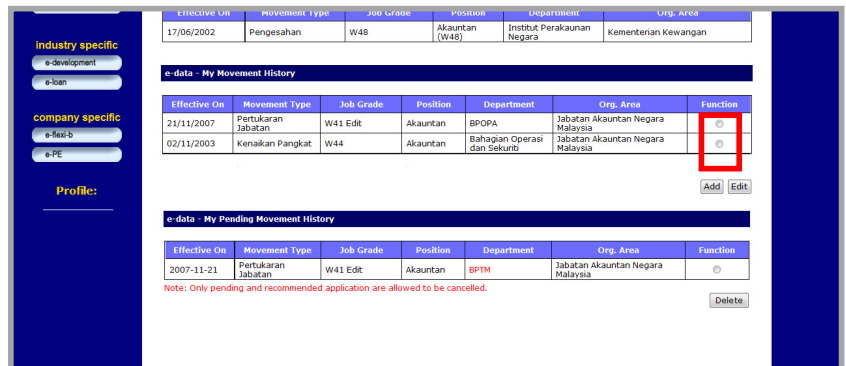 Effective On Movement Type Job Grade Position Department Org. Area
17/06/2002 Pengesahan W48 Akauntan (W48) Institut Perakaunan Negara Kementerian Kewangan
industry specific
e-development
e-loan
company specific
e-flexi-b
e-PE
Profile:
e-data - My Movement History
Effective On Movement Type Job Grade Position Department Org. Area Function
21/11/2007 Pertukaran Jabatan W41 Edit Akauntan BPOPA Jabatan Akauntan Negara Malaysia
02/11/2003 Kenaikan Pangkat W44 Akauntan Bahagian Operasi dan Sekuriti Jabatan Akauntan Negara Malaysia
Add Edit
e-data - My Pending Movement History
Effective On Movement Type Job Grade Position Department Org. Area Function
2007-11-21 Pertukaran Jabatan W41 Edit Akauntan BPTM Jabatan Akauntan Negara Malaysia
Note: Only pending and recommended application are allowed to be cancelled.
Delete